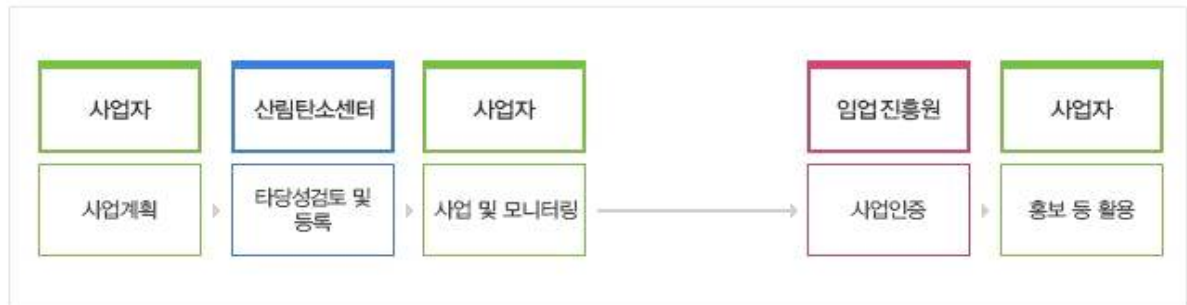 사업자
산림탄소센터
사업자
임업진흥원
사업자
사업계획
타당성검토 및
등록
사업 및 모니터링
사업인증
홍보 등 활용